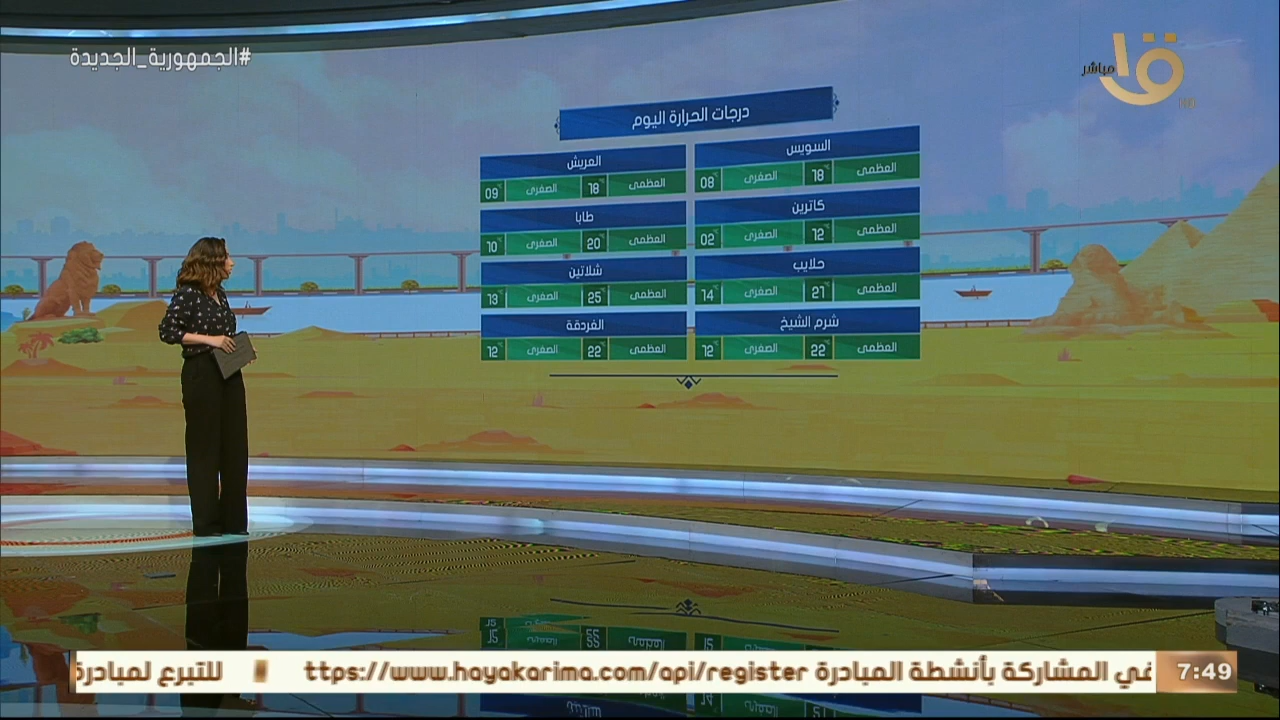 #الجمهورية_الجديدة
مباشر
HD
درجات الحرارة اليوم
السويس
العظمى 18 الصغرى 08
العريش
العظمى 18 الصغرى 09
كاترين
العظمى 12 الصغرى 02
طابا
العظمى 20 الصغرى 10
حلايب
العظمى 21 الصغرى 14
شلاتين
العظمى 25 الصغرى 13
شرم الشيخ
العظمى 22 الصغرى 12
الغردقة
العظمى 22 الصغرى 12
في المشاركة بأنشطة المبادرة ttps://www.hayakarima.com/api/register للتبرع لمبادرة
7:49